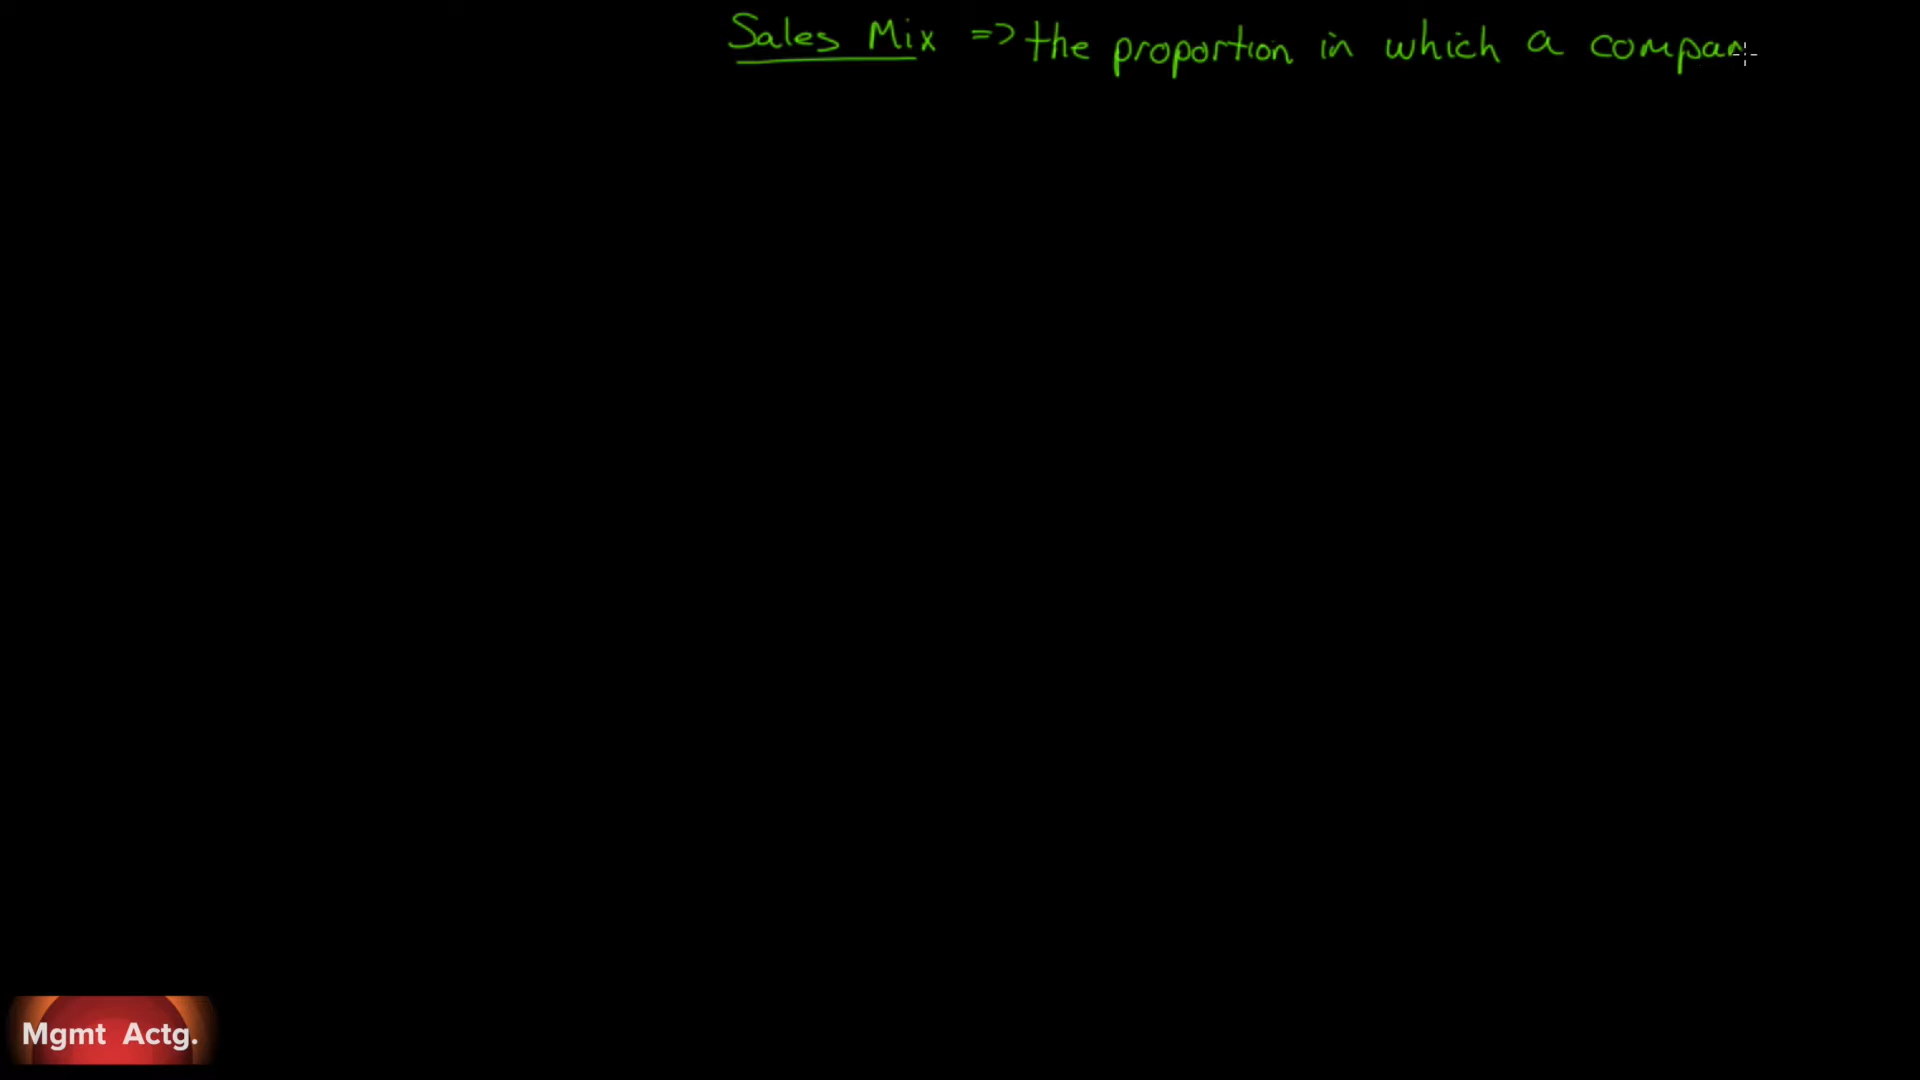 Sales Mix => the proportion in which a compan
Mgmt Actg.